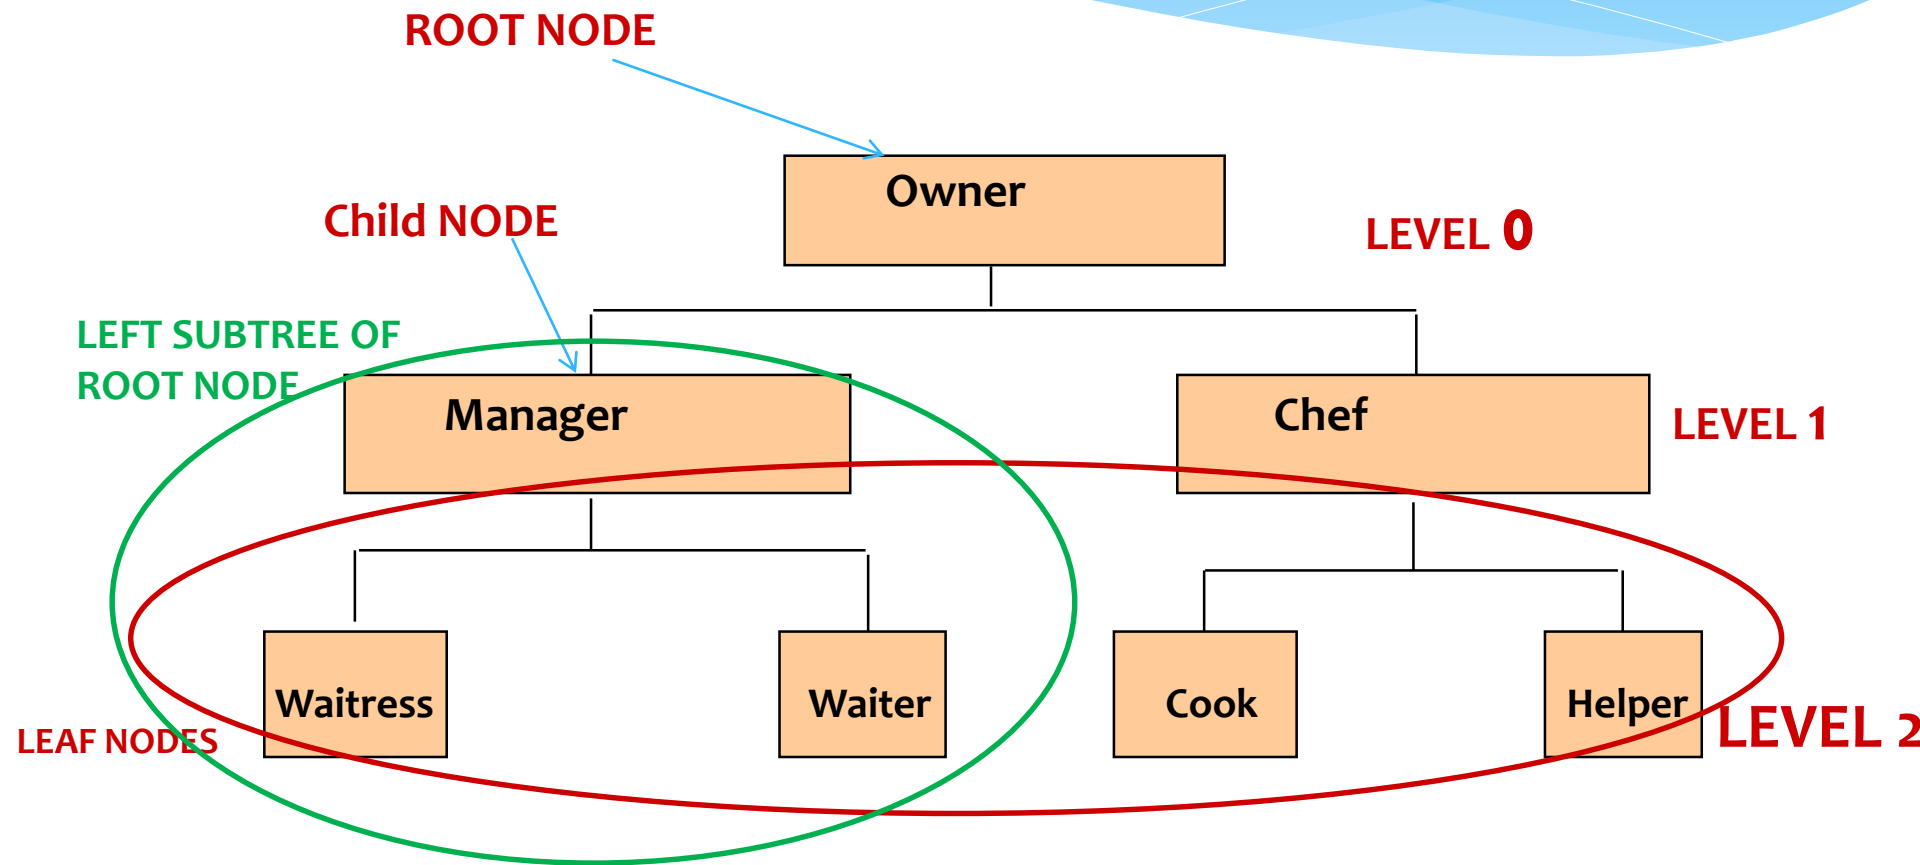 ROOT NODE
Owner
Child NODE
LEVEL 0
LEFT SUBTREE OF
ROOT NODE
Manager
Chef
LEVEL 1
Waitress
Waiter
Cook
Helper
LEAF NODES
LEVEL 2